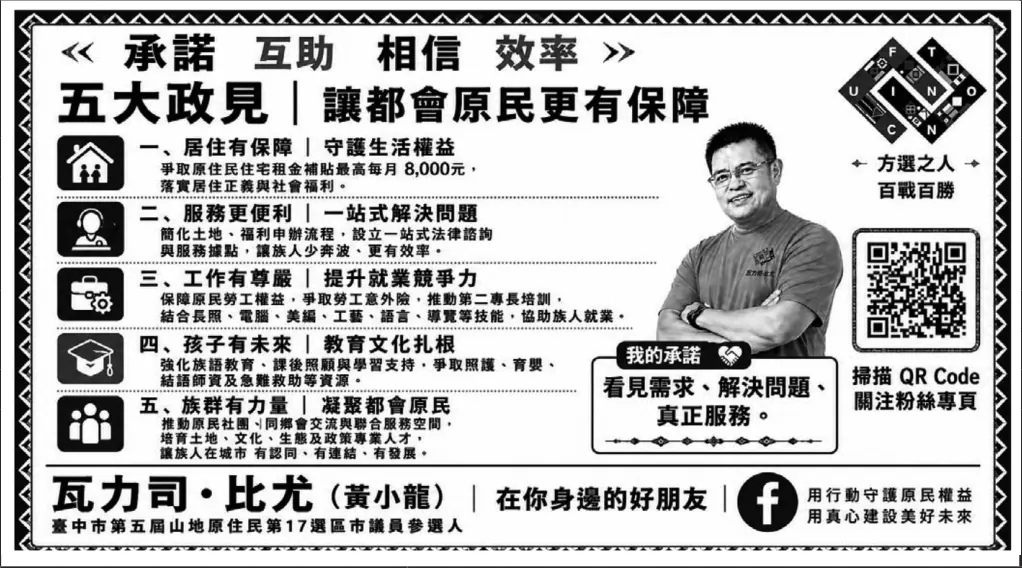 承諾 互助 相信 效率
五大政見｜讓都會原民更有保障
一、居住有保障｜守護生活權益
爭取原住民住宅租金補貼最高每月 8,000元，
落實居住正義與社會福利。
二、服務更便利｜一站式解決問題
簡化土地、福利申辦流程，設立一站式法律諮詢
與服務據點，讓族人少奔波、更有效率。
三、工作有尊嚴｜提升就業競爭力
保障原民勞工權益，爭取勞工意外險，推動第二專長培訓，
結合長照、電腦、美編、工藝、語言、導覽等技能，協助族人就業。
四、孩子有未來｜教育文化扎根
強化族語教育、課後照顧與學習支持，爭取照護、育嬰、
結語師資及急難救助等資源。
五、族群有力量｜凝聚都會原民
推動原民社團、同鄉會交流與聯合服務空間，
培育土地、文化、生態及政策專業人才，
讓族人在城市 有認同、有連結、有發展。
瓦力司・比尤
我的承諾
看見需求、解決問題、
真正服務。
F T
U I N O
C N
方選之人
百戰百勝
掃描 QR Code
關注粉絲專頁
瓦力司・比尤（黃小龍）｜在你身邊的好朋友
臺中市第五屆山地原住民第17選區市議員參選人
f
用行動守護原民權益
用真心建設美好未來